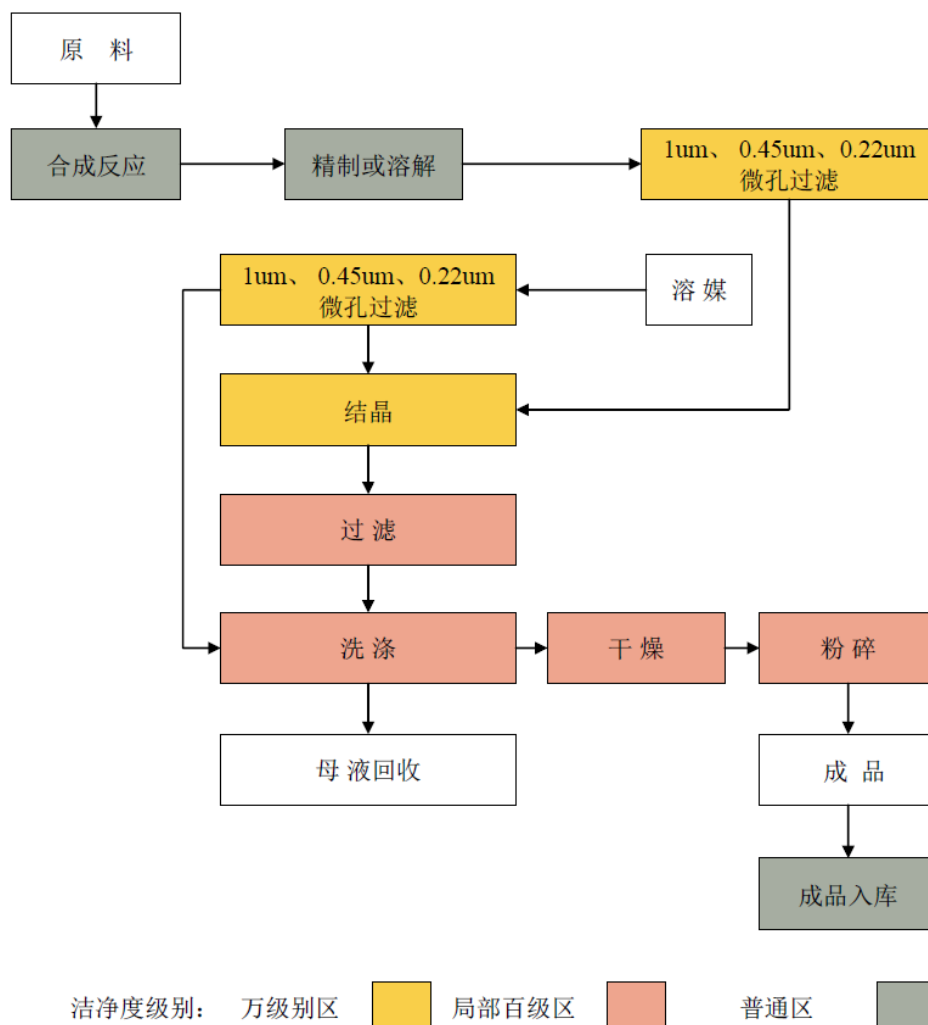 原 料
合成反应
精制或溶解
1um、 0.45um、0.22um
微孔过滤
1um、 0.45um、0.22um
微孔过滤
溶 媒
结晶
过 滤
洗 涤
干 燥
粉 碎
母 液回收
成 品
成品入库
洁净度级别： 万级别区 局部百级区 普通区